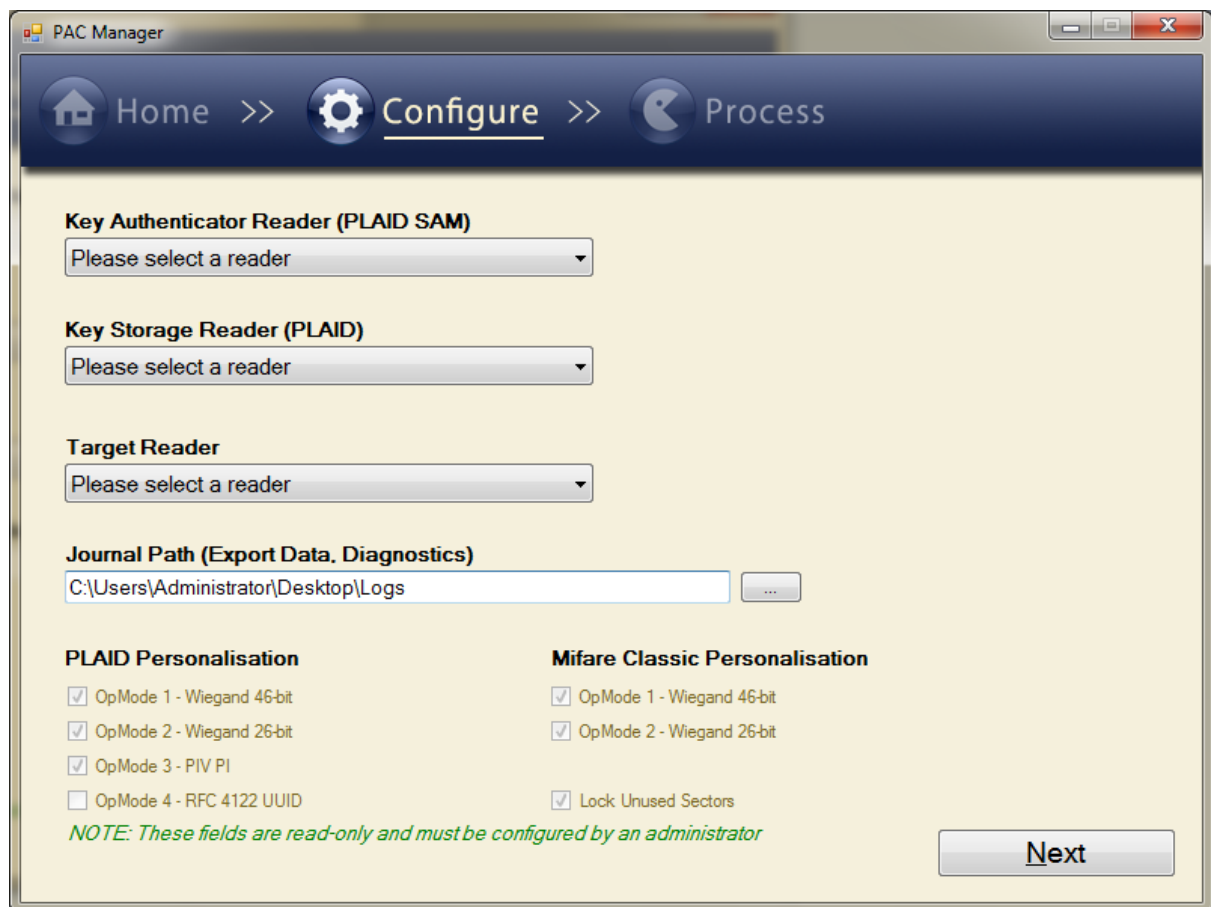 PAC Manager
Home >> Configure >> Process
Key Authenticator Reader (PLAID SAM)
Please select a reader
Key Storage Reader (PLAID)
Please select a reader
Target Reader
Please select a reader
Journal Path (Export Data, Diagnostics)
C:\Users\Administrator\Desktop\Logs
...
PLAID Personalisation
OpMode 1 - Wiegand 46-bit
OpMode 2 - Wiegand 26-bit
OpMode 3 - PIV PI
OpMode 4 - RFC 4122 UUID
Mifare Classic Personalisation
OpMode 1 - Wiegand 46-bit
OpMode 2 - Wiegand 26-bit
Lock Unused Sectors
NOTE: These fields are read-only and must be configured by an administrator
Next